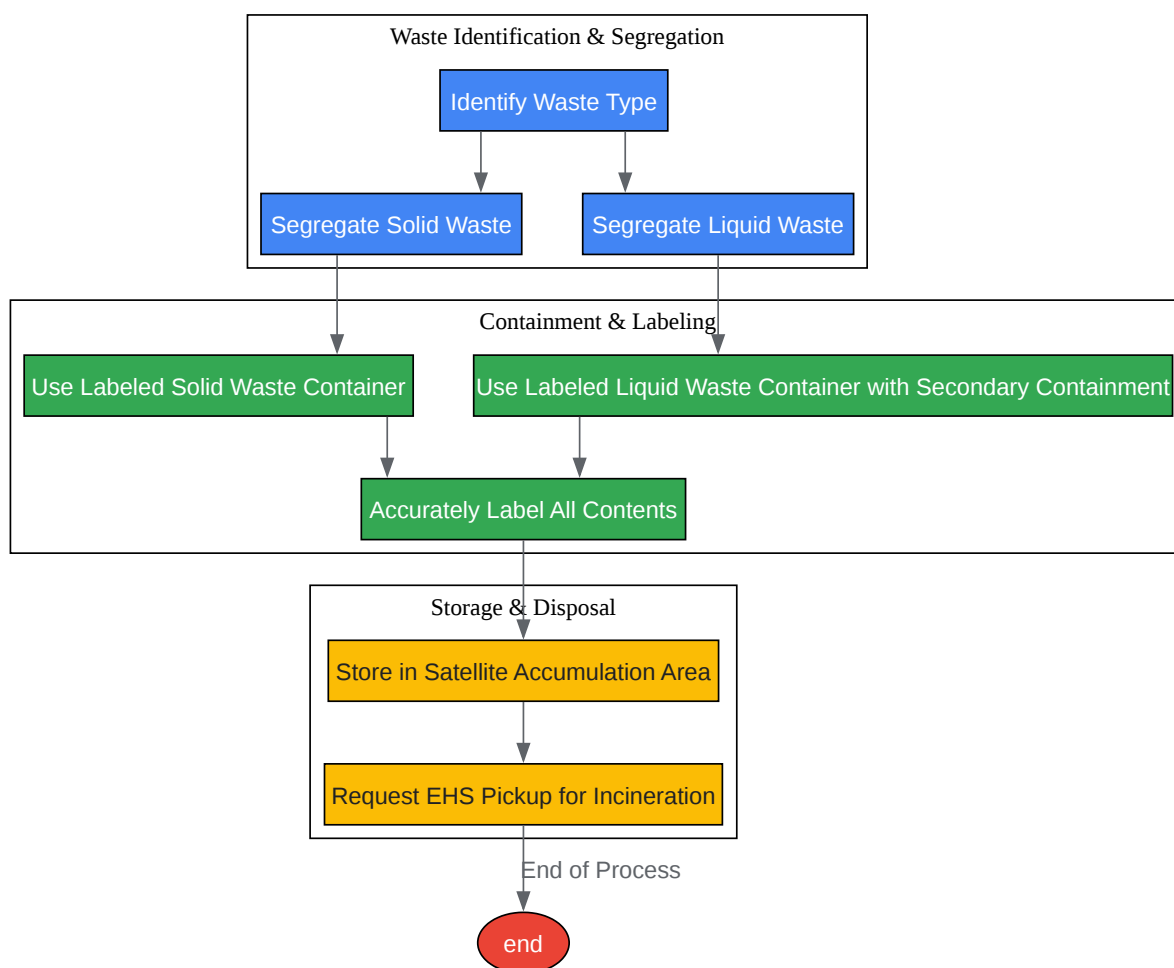 Waste Identification & Segregation
Identify Waste Type
Segregate Solid Waste
Segregate Liquid Waste
Containment & Labeling
Use Labeled Solid Waste Container
Use Labeled Liquid Waste Container with Secondary Containment
Accurately Label All Contents
Storage & Disposal
Store in Satellite Accumulation Area
Request EHS Pickup for Incineration
End of Process
end